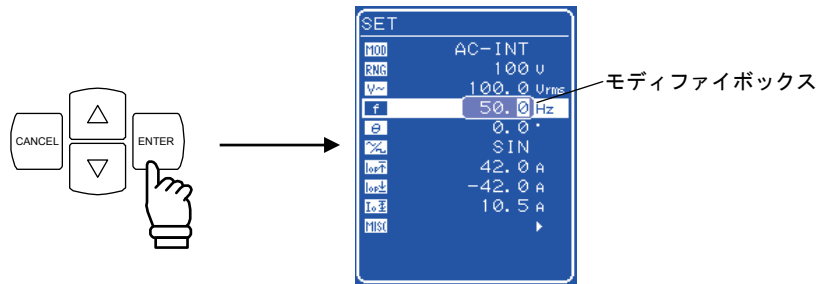 SET
MOD AC-INT
RNG 100 V
V~ 100.0 Vrms
モディファイボックス
f 50.0 Hz
θ 0.0 °
CANCEL ENTER
SIN
42.0 A
-42.0 A
10.5 A
MISC